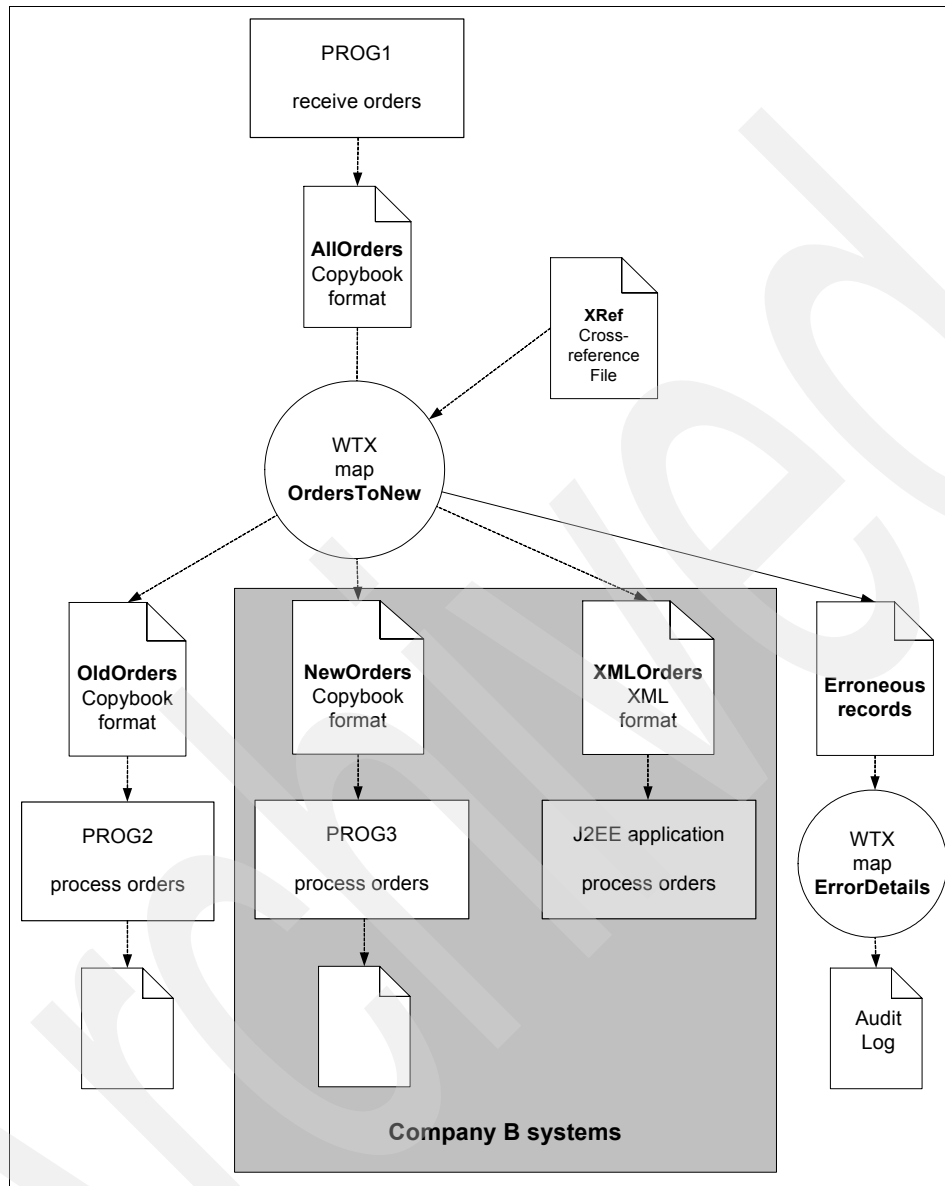 PROG1
receive orders
AllOrders
Copybook
format
XRef
Cross-
reference
File
WTX
map
OrdersToNew
OldOrders
Copybook
format
NewOrders
Copybook
format
XMLOrders
XML
format
Erroneous
records
PROG2
process orders
PROG3
process orders
J2EE application
process orders
WTX
map
ErrorDetails
Audit
Log
Company B systems
Archived